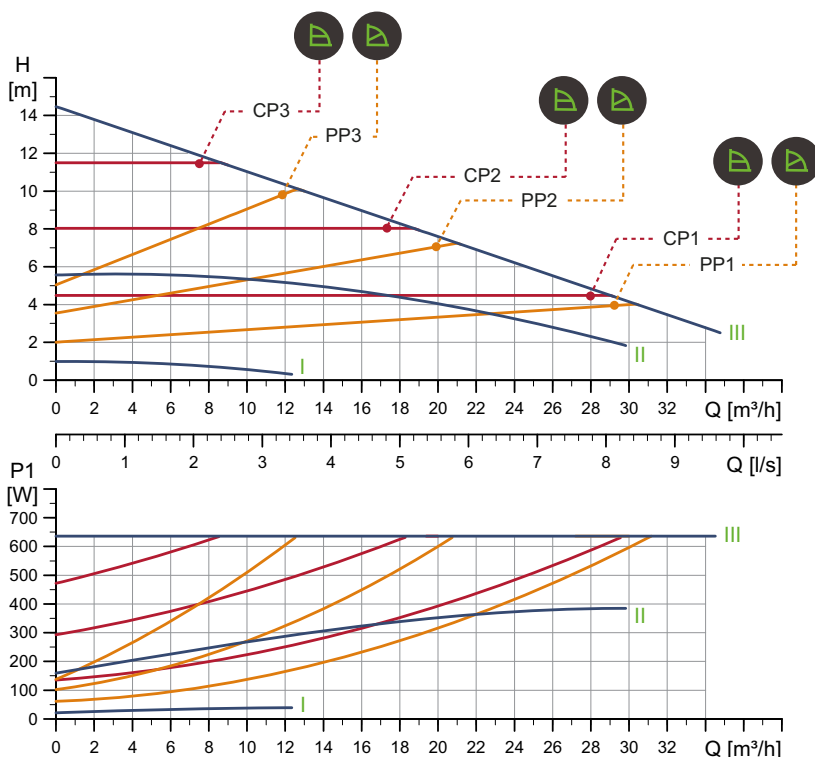 H
[m]
14
12
10
8
6
4
2
0
CP3
PP3
CP2
PP2
CP1
PP1
III
II
I
0 2 4 6 8 10 12 14 16 18 20 22 24 26 28 30 32 Q [m³/h]
0 1 2 3 4 5 6 7 8 9 Q [l/s]
P1
[W]
700
600
500
400
300
200
100
0
III
II
I
0 2 4 6 8 10 12 14 16 18 20 22 24 26 28 30 32 Q [m³/h]